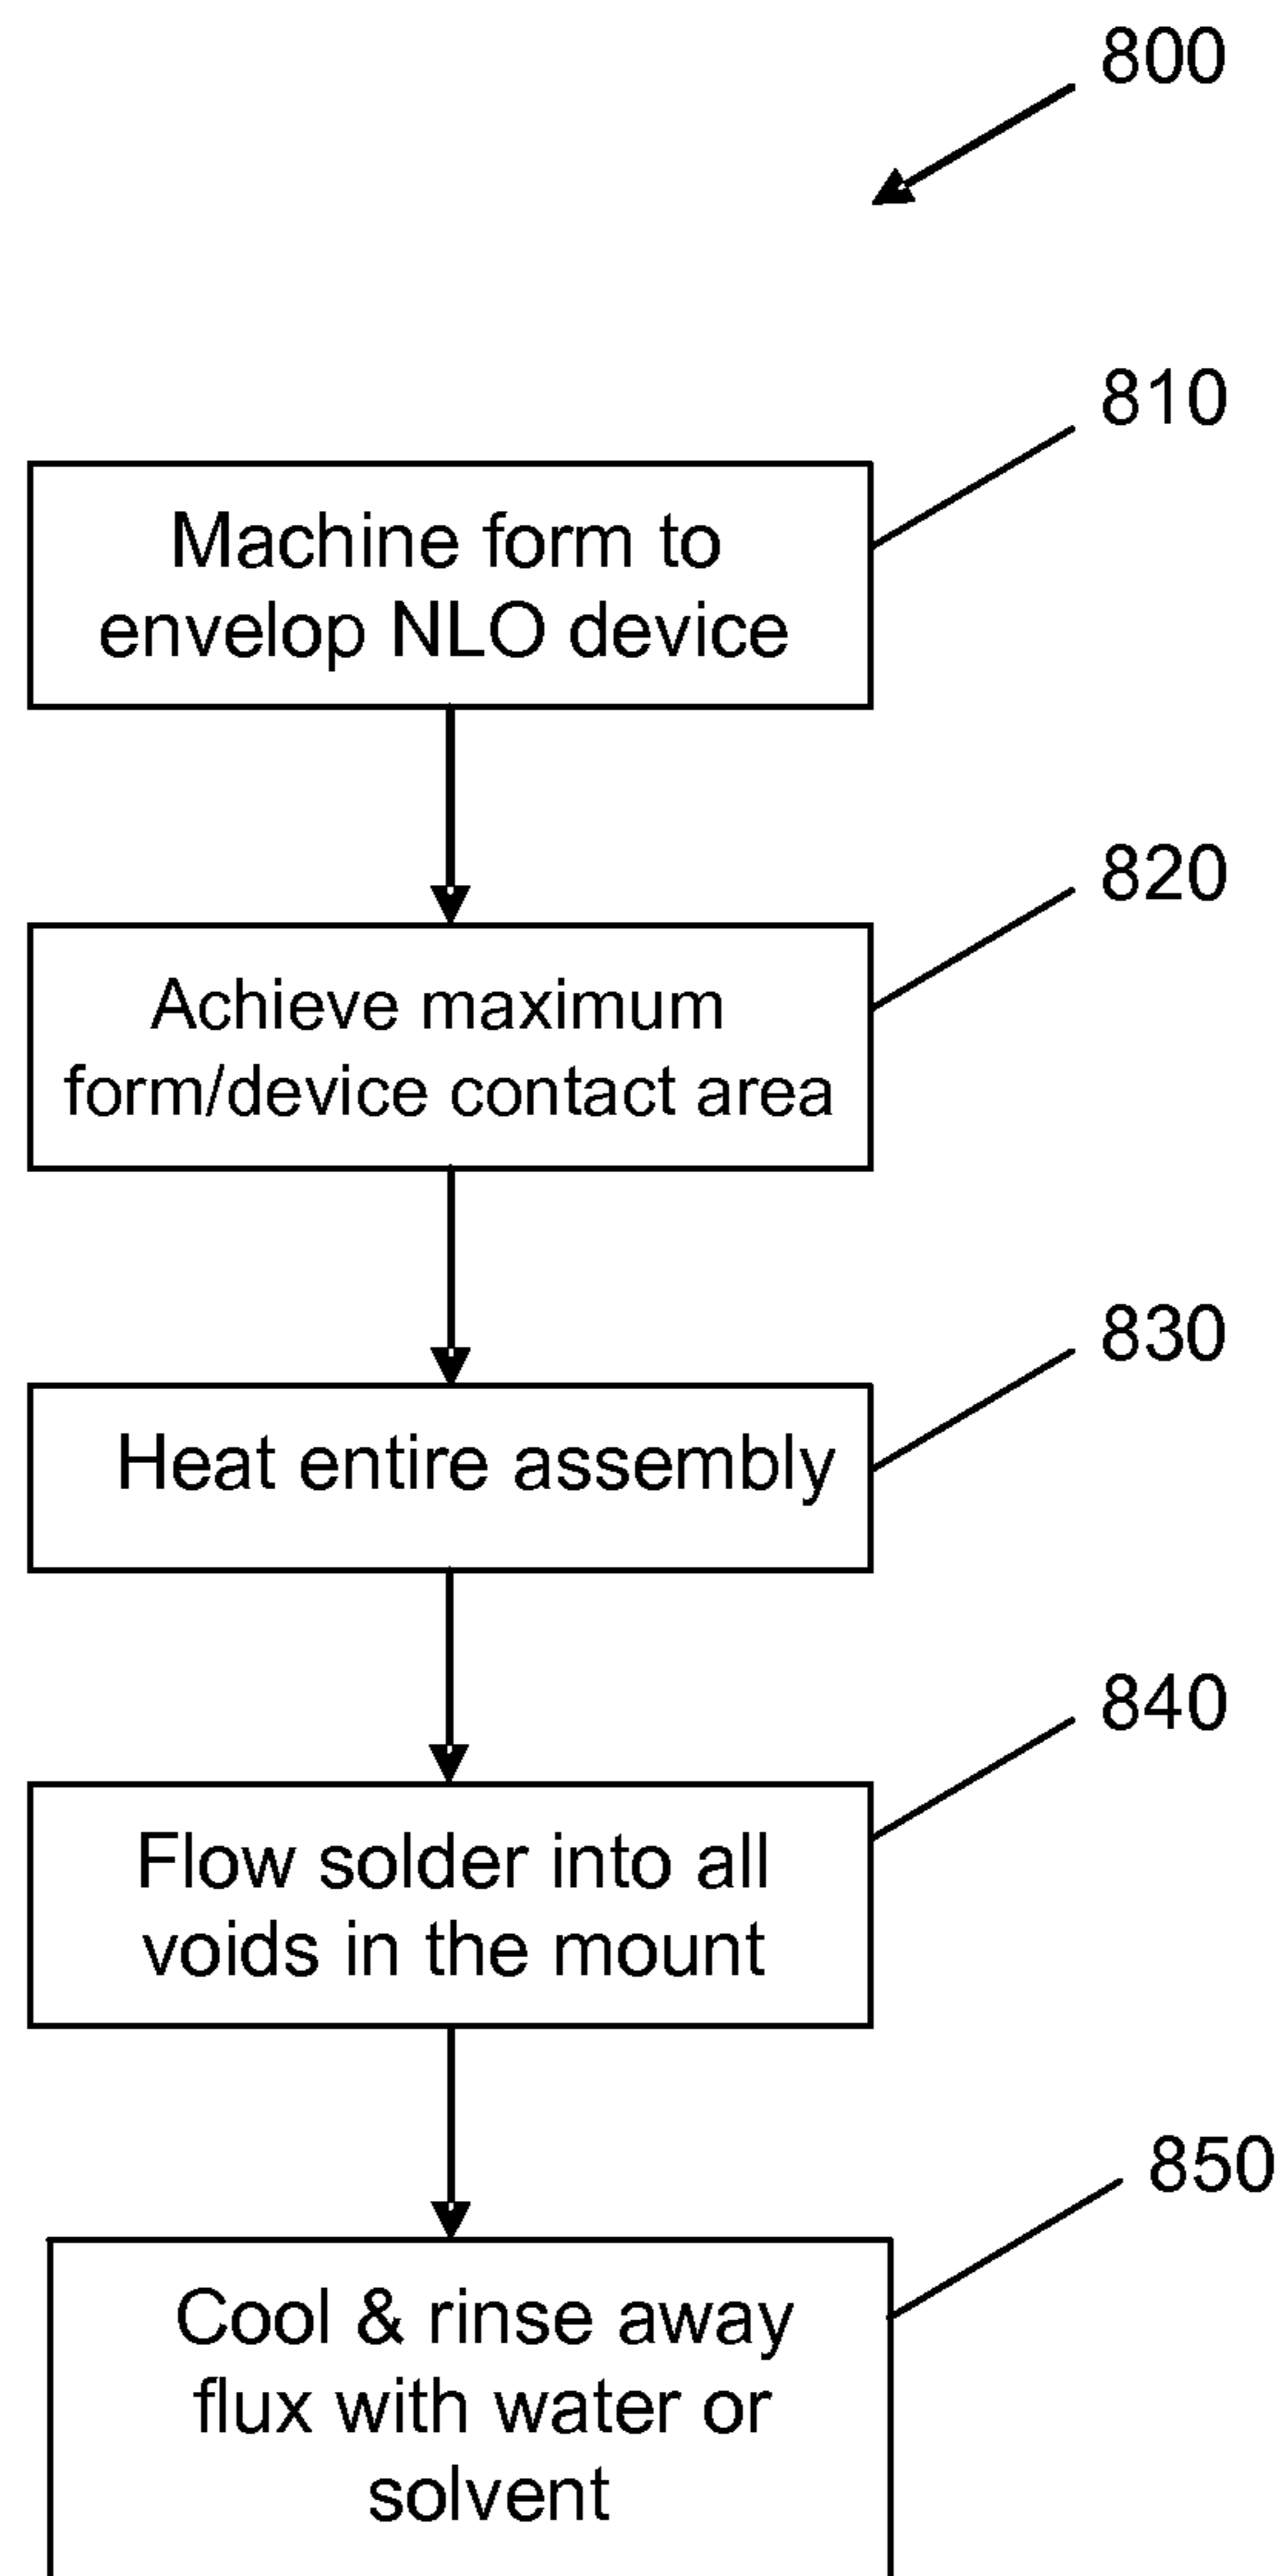 800
810
Machine form to
envelop NLO device
820
Achieve maximum
form/device contact area
830
Heat entire assembly
840
Flow solder into all
voids in the mount
850
Cool & rinse away
flux with water or
solvent